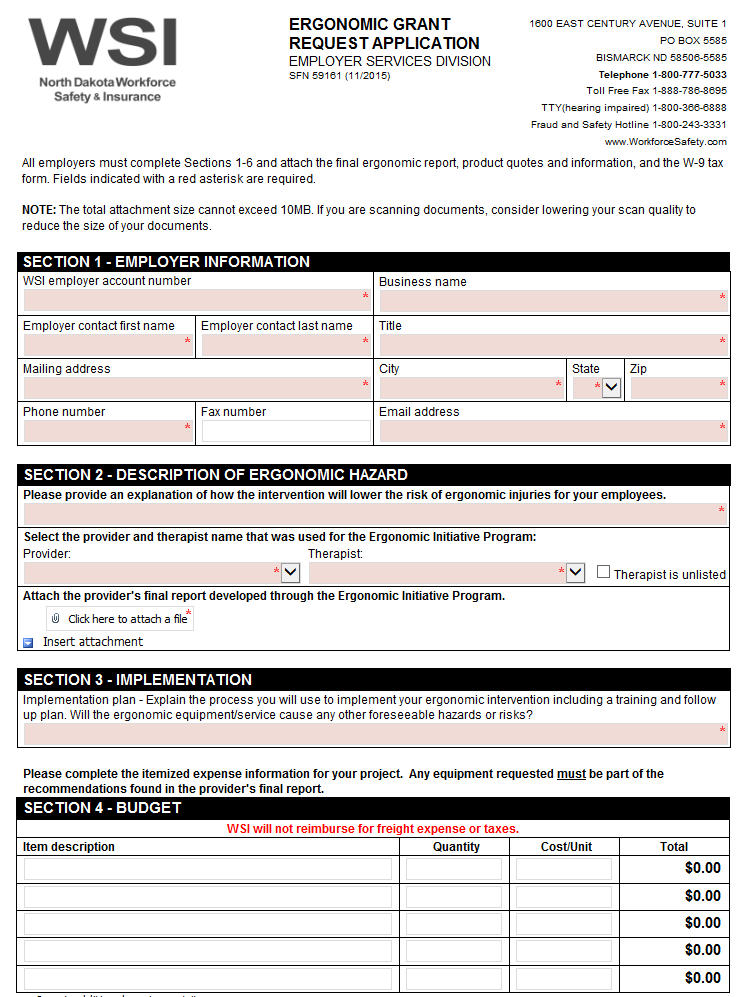 WSI
North Dakota Workforce
Safety & Insurance
ERGONOMIC GRANT
REQUEST APPLICATION
EMPLOYER SERVICES DIVISION
SFN 59161 (11/2015)
1600 EAST CENTURY AVENUE, SUITE 1
PO BOX 5585
BISMARCK ND 58506-5585
Telephone 1-800-777-5033
Toll Free Fax 1-888-786-8695
TTY(hearing impaired) 1-800-366-6888
Fraud and Safety Hotline 1-800-243-3331
www.WorkforceSafety.com
All employers must complete Sections 1-6 and attach the final ergonomic report, product quotes and information, and the W-9 tax
form. Fields indicated with a red asterisk are required.
NOTE: The total attachment size cannot exceed 10MB. If you are scanning documents, consider lowering your scan quality to
reduce the size of your documents.
SECTION 1 - EMPLOYER INFORMATION
WSI employer account number
*
Business name
*
Employer contact first name
*
Employer contact last name
*
Title
*
Mailing address
*
City
*
State
*
Zip
*
Phone number
*
Fax number
Email address
*
SECTION 2 - DESCRIPTION OF ERGONOMIC HAZARD
Please provide an explanation of how the intervention will lower the risk of ergonomic injuries for your employees.
*
Select the provider and therapist name that was used for the Ergonomic Initiative Program:
Provider:
*
Therapist:
*
Therapist is unlisted
Attach the provider's final report developed through the Ergonomic Initiative Program.
Click here to attach a file *
Insert attachment
SECTION 3 - IMPLEMENTATION
Implementation plan - Explain the process you will use to implement your ergonomic intervention including a training and follow
up plan. Will the ergonomic equipment/service cause any other foreseeable hazards or risks?
*
Please complete the itemized expense information for your project. Any equipment requested must be part of the
recommendations found in the provider's final report.
SECTION 4 - BUDGET
WSI will not reimburse for freight expense or taxes.
Item description Quantity Cost/Unit Total
$0.00
$0.00
$0.00
$0.00
$0.00